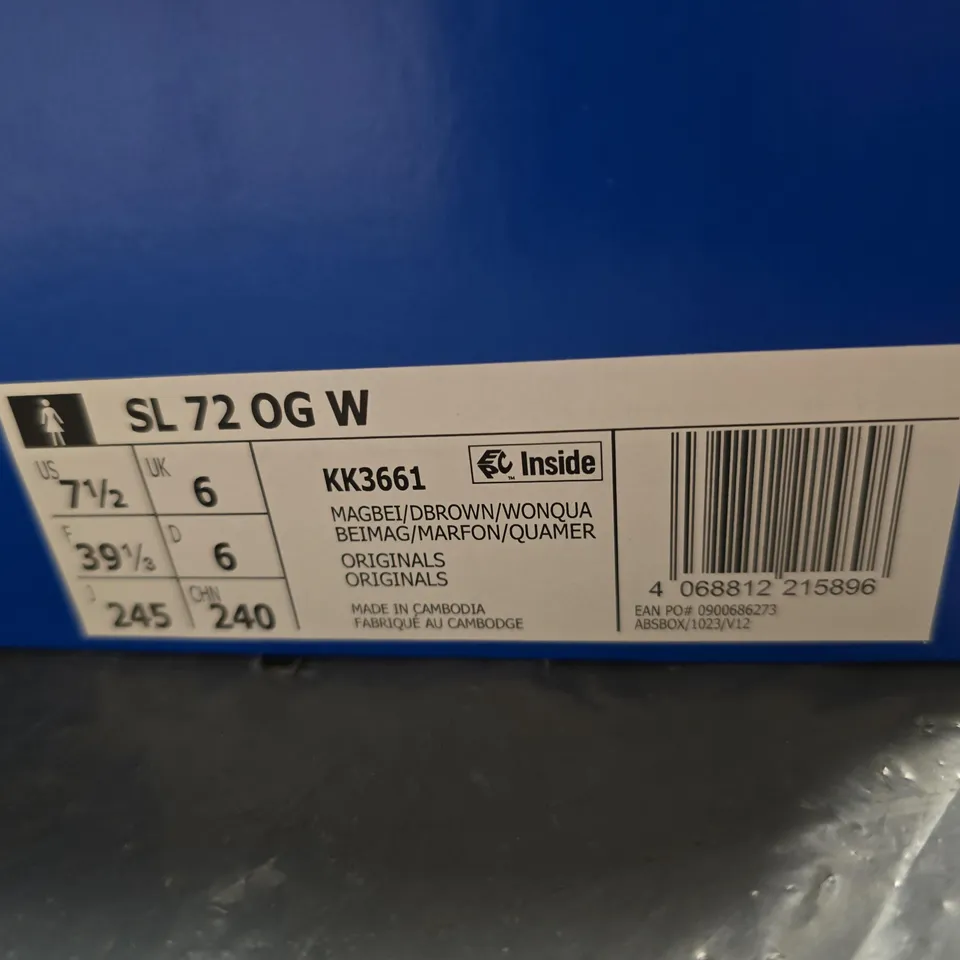 SL 72 OG W
US 7½ UK 6
F 39⅓ D 6
J 245 CHN 240
KK3661
EPC Inside
™
MAGBEI/DBROWN/WONQUA
BEIMAG/MARFON/QUAMER
ORIGINALS
ORIGINALS
MADE IN CAMBODIA
FABRIQUÉ AU CAMBODGE
4 068812 215896
EAN PO# 0900686273
ABSBOX/1023/V12